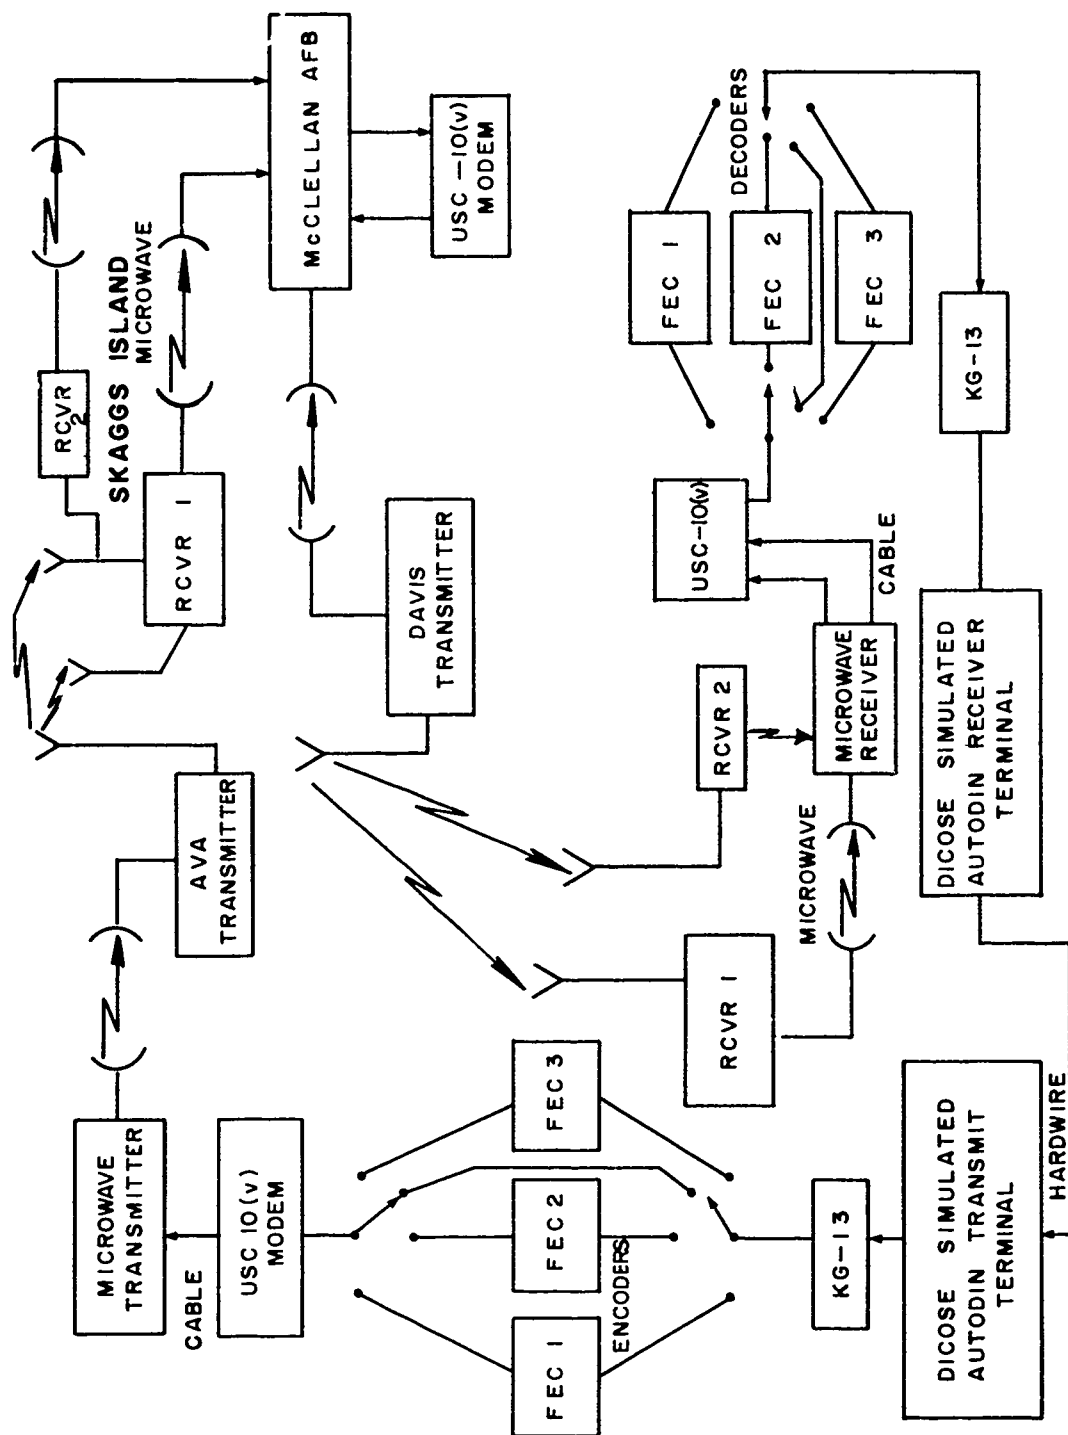 MICROWAVE
TRANSMITTER
CABLE
USC 10(v)
MODEM
FEC 1
FEC 2
FEC 3
ENCODERS
KG-13
DICOSE SIMULATED
AUTODIN TRANSMIT
TERMINAL
HARDWIRE
AVA
TRANSMITTER
RCVR 1
RCVR
2
SKAGGS ISLAND
MICROWAVE
McCLELLAN AFB
USC-10(v)
MODEM
DAVIS
TRANSMITTER
RCVR 1
RCVR 2
MICROWAVE
MICROWAVE
RECEIVER
CABLE
USC-10(v)
FEC 1
FEC 2
FEC 3
DECODERS
KG-13
DICOSE SIMULATED
AUTODIN RECEIVER
TERMINAL